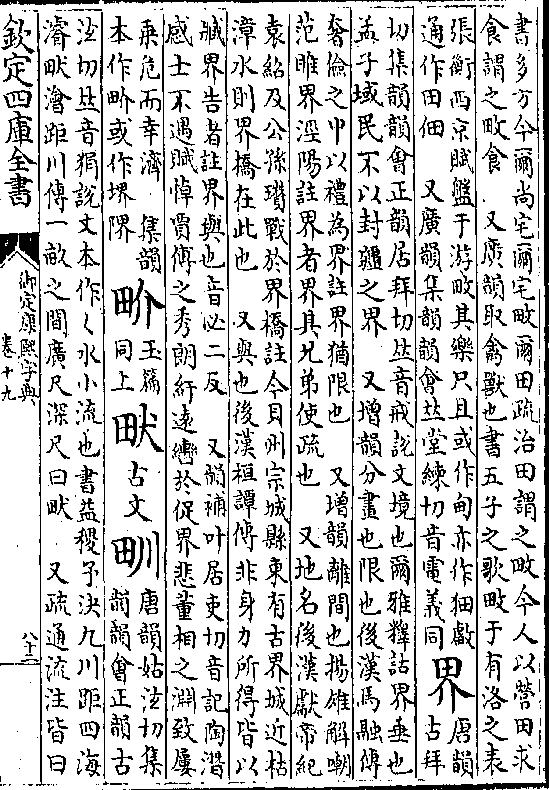 書多方今爾尚宅爾宅畋爾田疏治田謂之畋今人以營田求
食謂之畋食　又廣韻取禽獸也書五子之歌畋于有洛之表
張衡西京賦盤于游畋其樂只且或作甸亦作㽃獻　唐韻
通作田佃　又廣韻集韻韻會𠀤堂練切音電義同　界　古拜
切集韻韻會正韻居拜切𠀤音戒說文境也爾雅釋詁界垂也
孟子域民不以封疆之界　又增韻分畫也限也後漢馬融傳
奢儉之中以禮為界註界猶限也　又增韻離間也揚雄解嘲
范雎界涇陽註界者界其兄弟使疏也　又地名後漢獻帝紀
袁紹及公孫瓚戰於界橋註今貝州宗城縣東有古界城近枯
漳水則界橋在此也　又與也後漢桓譚傳非身力所得皆以
臧界告者註界與也音必二反　又韻補叶居吏切音記陶潛
感士不遇賦悼賈傅之秀朗紆遠轡於促界悲董相之淵致屢
乘危而幸濟　集韻
本作畍或作堺𨺬　畍　玉篇同上　畎　古文甽　唐韻姑泫切集韻韻會正韻古
泫切𠀤音狷說文本作〈水小流也書益稷予決九川距四海
濬畎澮距川傳一畝之間廣尺深尺曰畎　又疏通流注皆曰
欽定四庫全書
御定康熙字典
卷十九
八十三